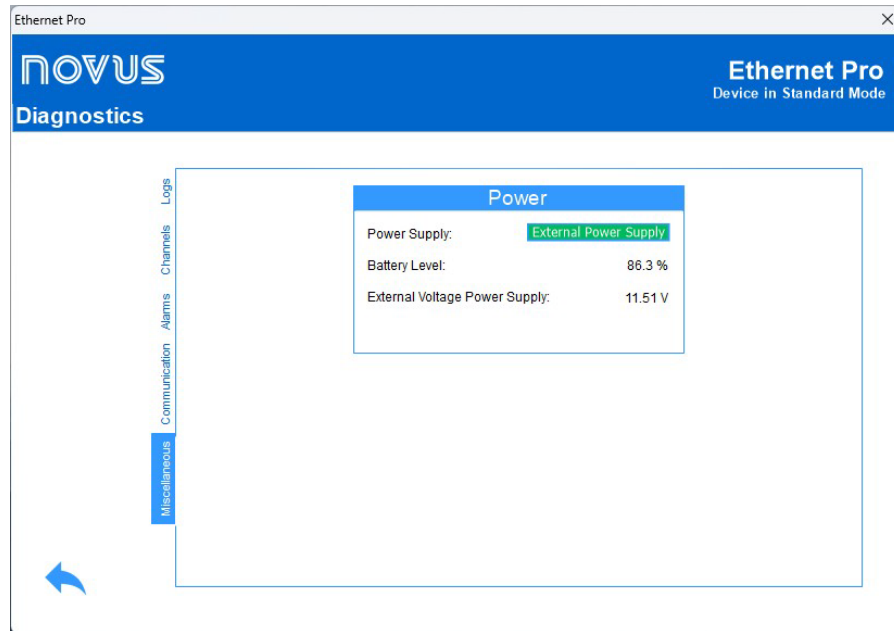 Ethernet Pro
NOVUS
Ethernet Pro
Device in Standard Mode
Diagnostics
Logs
Channels
Alarms
Communication
Miscellaneous
Power
Power Supply: External Power Supply
Battery Level: 86.3 %
External Voltage Power Supply: 11.51 V